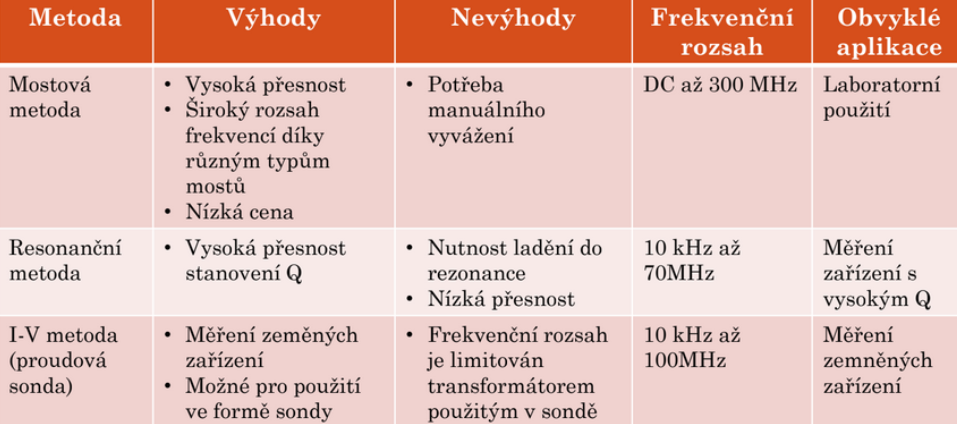 Metoda
Výhody
Nevýhody
Frekvenční
rozsah
Obvyklé
aplikace
Mostová
metoda
• Vysoká přesnost
• Široký rozsah
frekvencí díky
různým typům
mostů
• Nízká cena
• Potřeba
manuálního
vyvážení
DC až 300 MHz
Laboratorní
použití
Resonanční
metoda
• Vysoká přesnost
stanovení Q
• Nutnost ladění do
rezonance
• Nízká přesnost
10 kHz až
70MHz
Měření
zařízení s
vysokým Q
I-V metoda
(proudová
sonda)
• Měření zeměných
zařízení
• Možné pro použití
ve formě sondy
• Frekvenční rozsah
je limitován
transformátorem
použitým v sondě
10 kHz až
100MHz
Měření
zemněných
zařízení